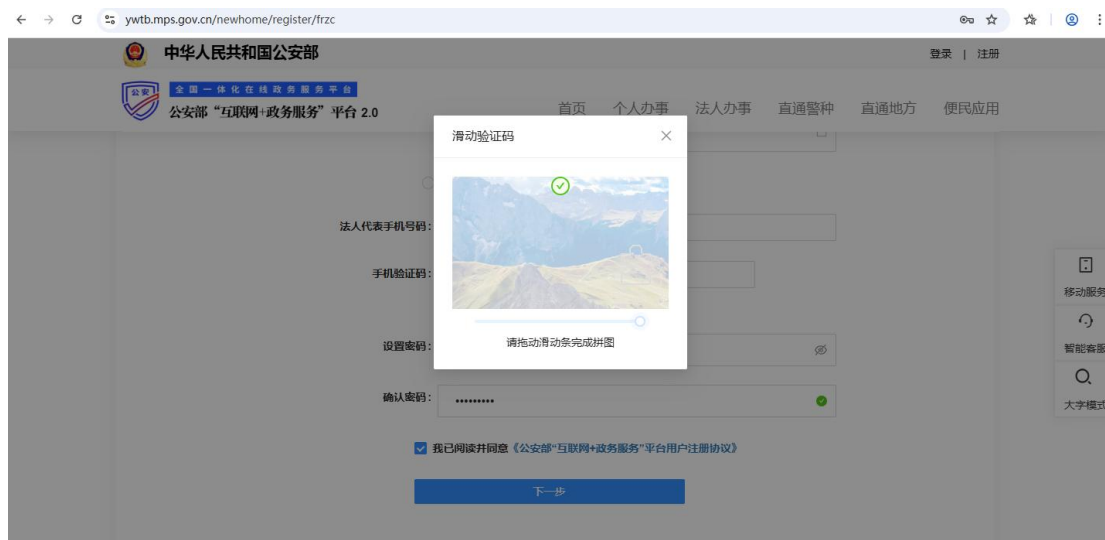 ywtb.mps.gov.cn/newhome/register/frzc
中华人民共和国公安部
登录 | 注册
公安
全国一体化在线政务服务平台
公安部“互联网+政务服务”平台 2.0
首页 个人办事 法人办事 直通警种 直通地方 便民应用
滑动验证码
法人代表手机号码:
手机验证码:
请拖动滑动条完成拼图
设置密码:
确认密码: •••••••••
我已阅读并同意《公安部“互联网+政务服务”平台用户注册协议》
下一步
移动服务
智能客服
大字模式